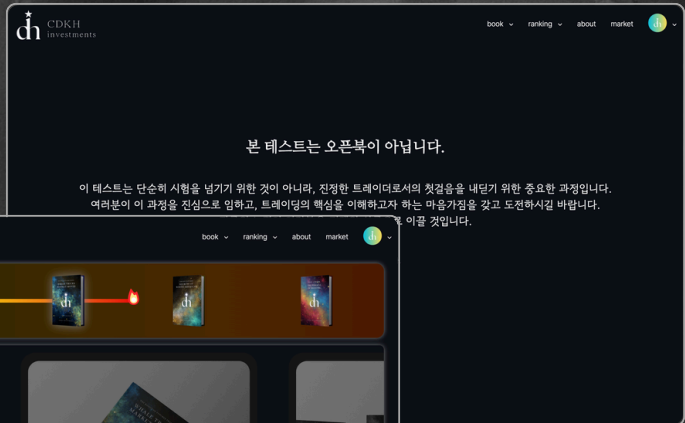 CDKH
investments
book ranking about market
본 테스트는 오픈북이 아닙니다.
이 테스트는 단순히 시험을 넘기기 위한 것이 아니라, 진정한 트레이더로서의 첫걸음을 내딛기 위한 중요한 과정입니다.
여러분이 이 과정을 진심으로 임하고, 트레이딩의 핵심을 이해하고자 하는 마음가짐을 갖고 도전하시길 바랍니다.
이끌 것입니다.
book ranking about market
WHALE
MARKET